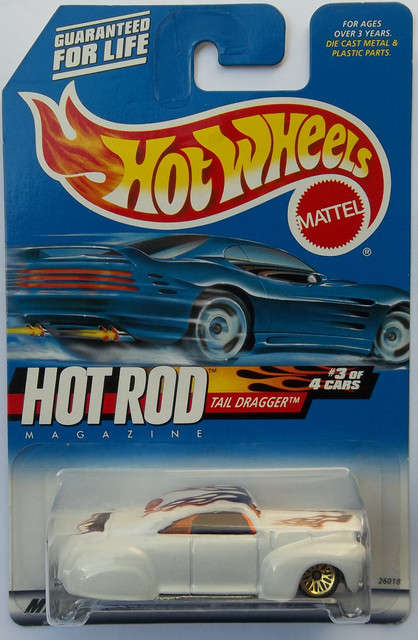 GUARANTEED
FOR LIFE
FOR AGES
OVER 3 YEARS.
DIE CAST METAL &
PLASTIC PARTS.
HOT WHEELS
MATTEL
®
HOT ROD™
MAGAZINE
TAIL DRAGGER™
#3 OF
4 CARS
26018